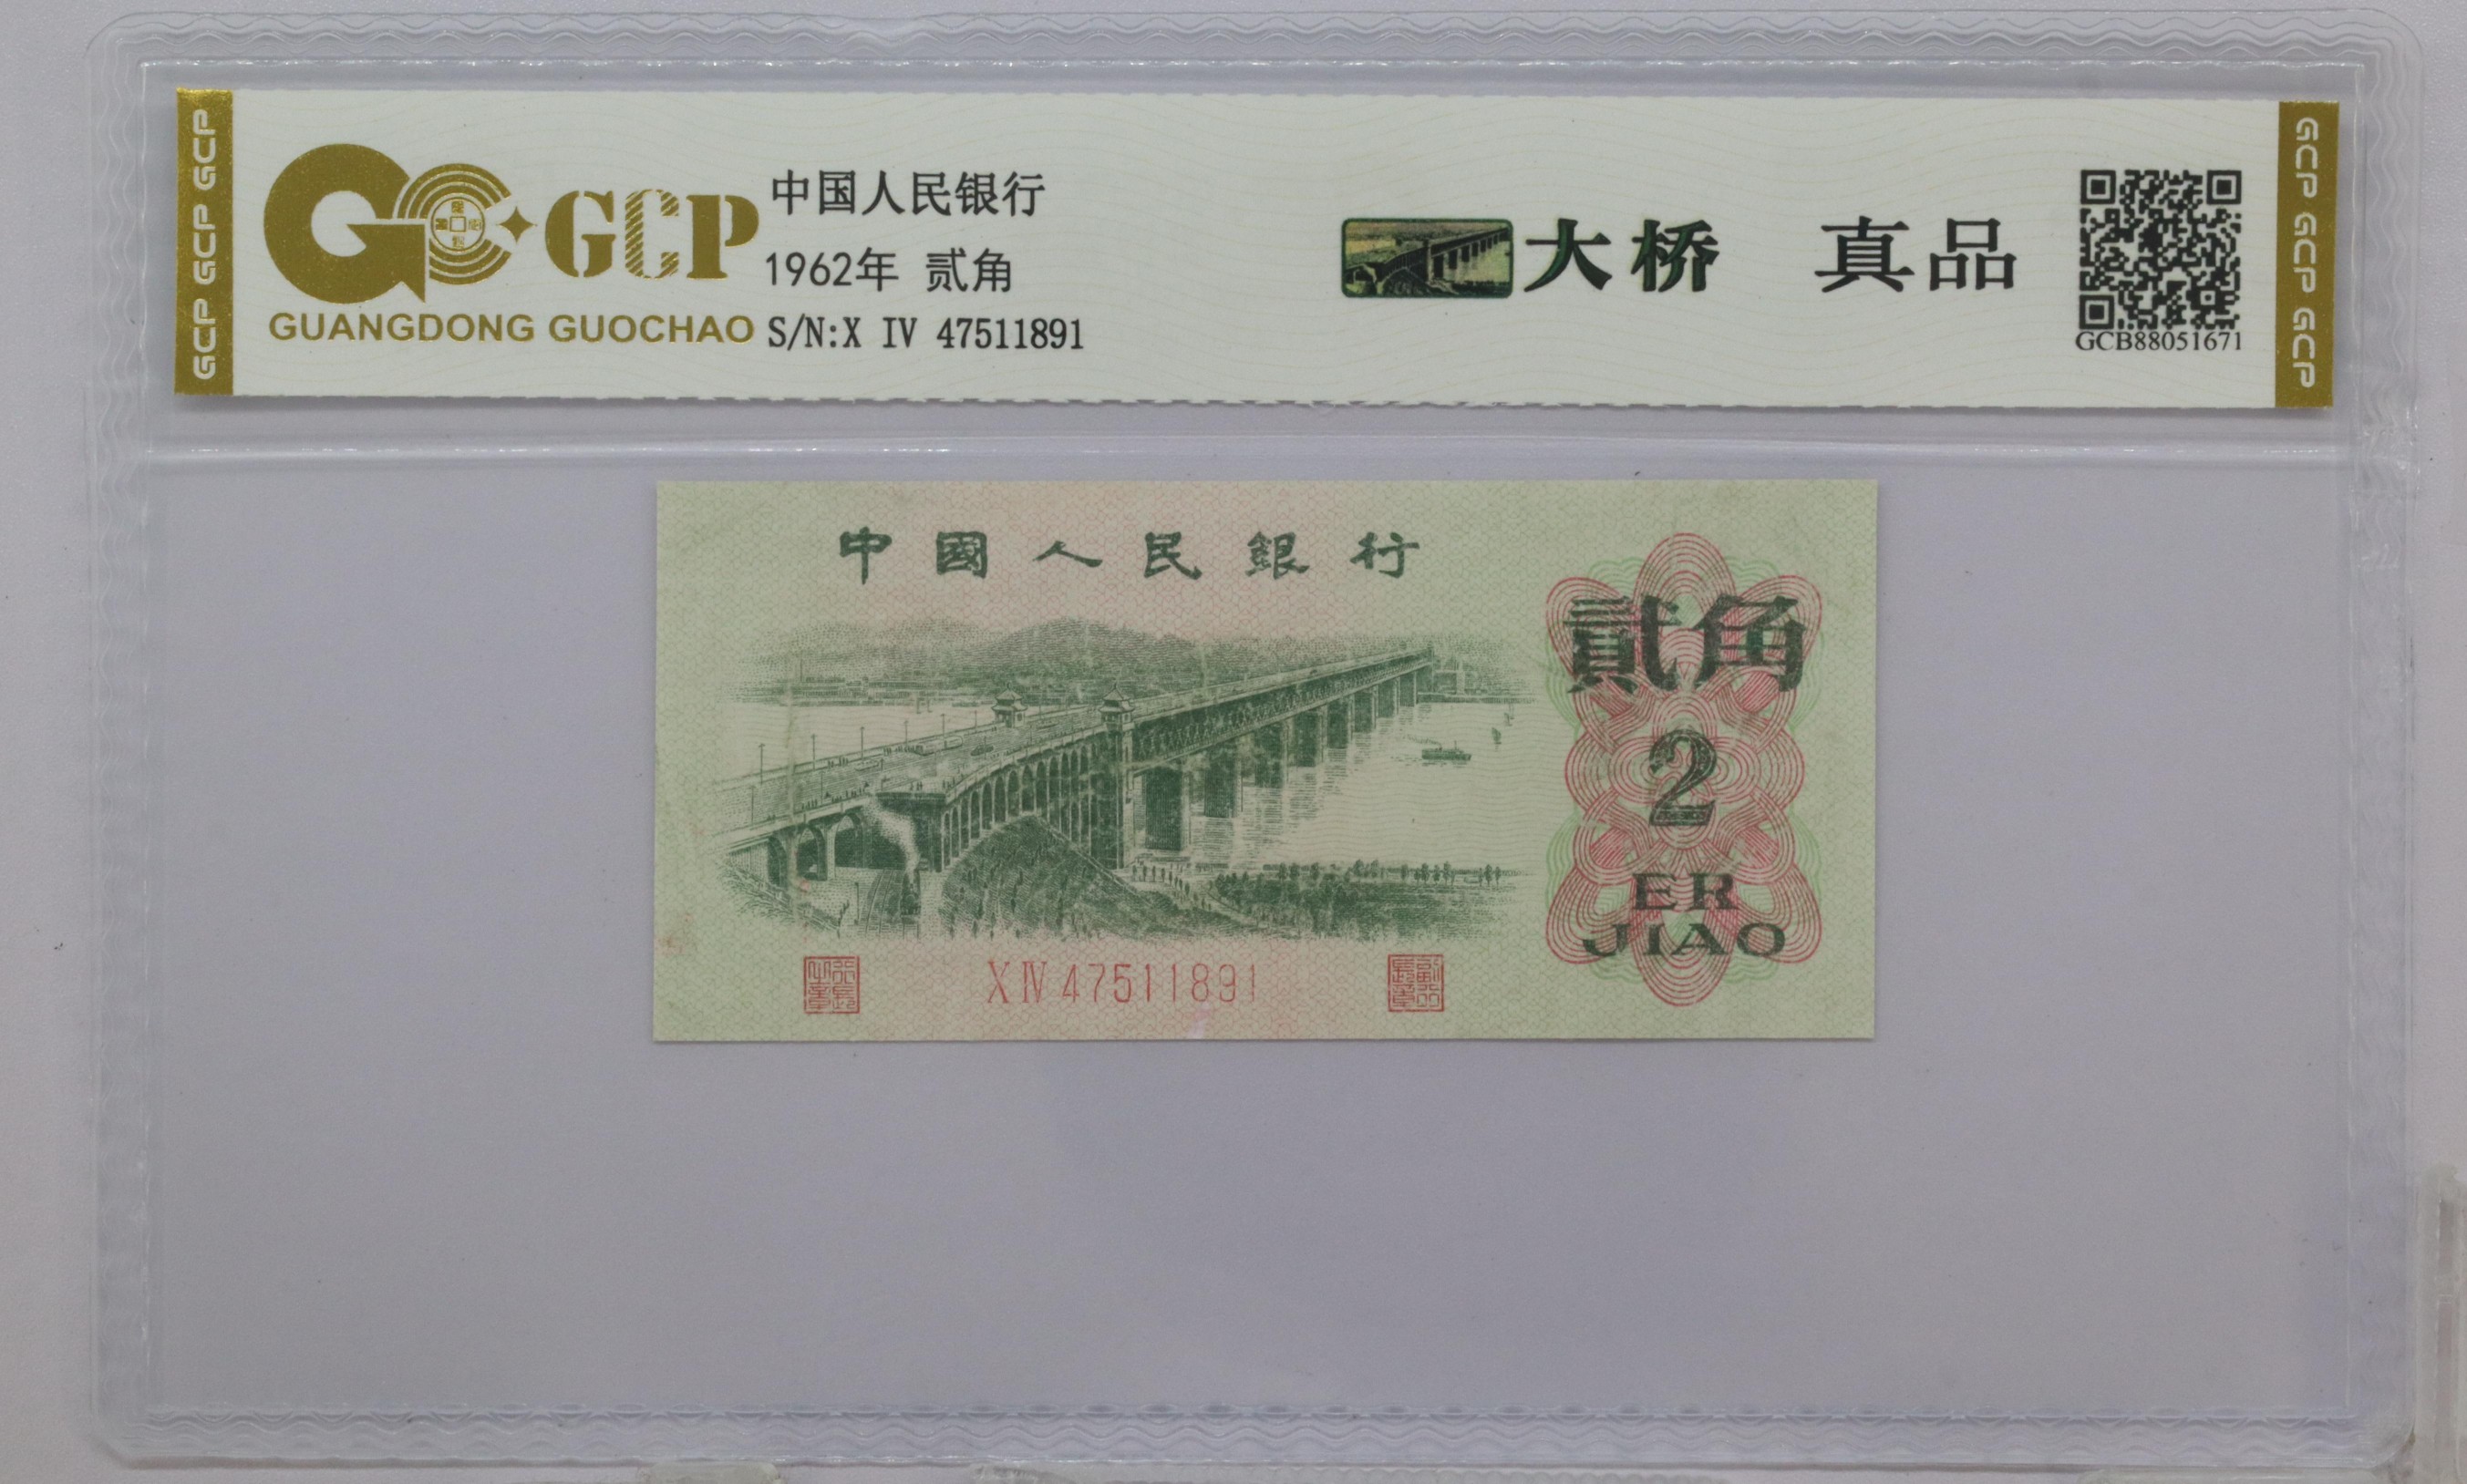 GCP GCP GCP
GCP
GUANGDONG GUOCHAO
中国人民银行
1962年 贰角
S/N:X IV 47511891
大桥 真品
GCB88051671
GCP GCP GCP
中國人民銀行
貳角
2
ER
JIAO
X IV 47511891